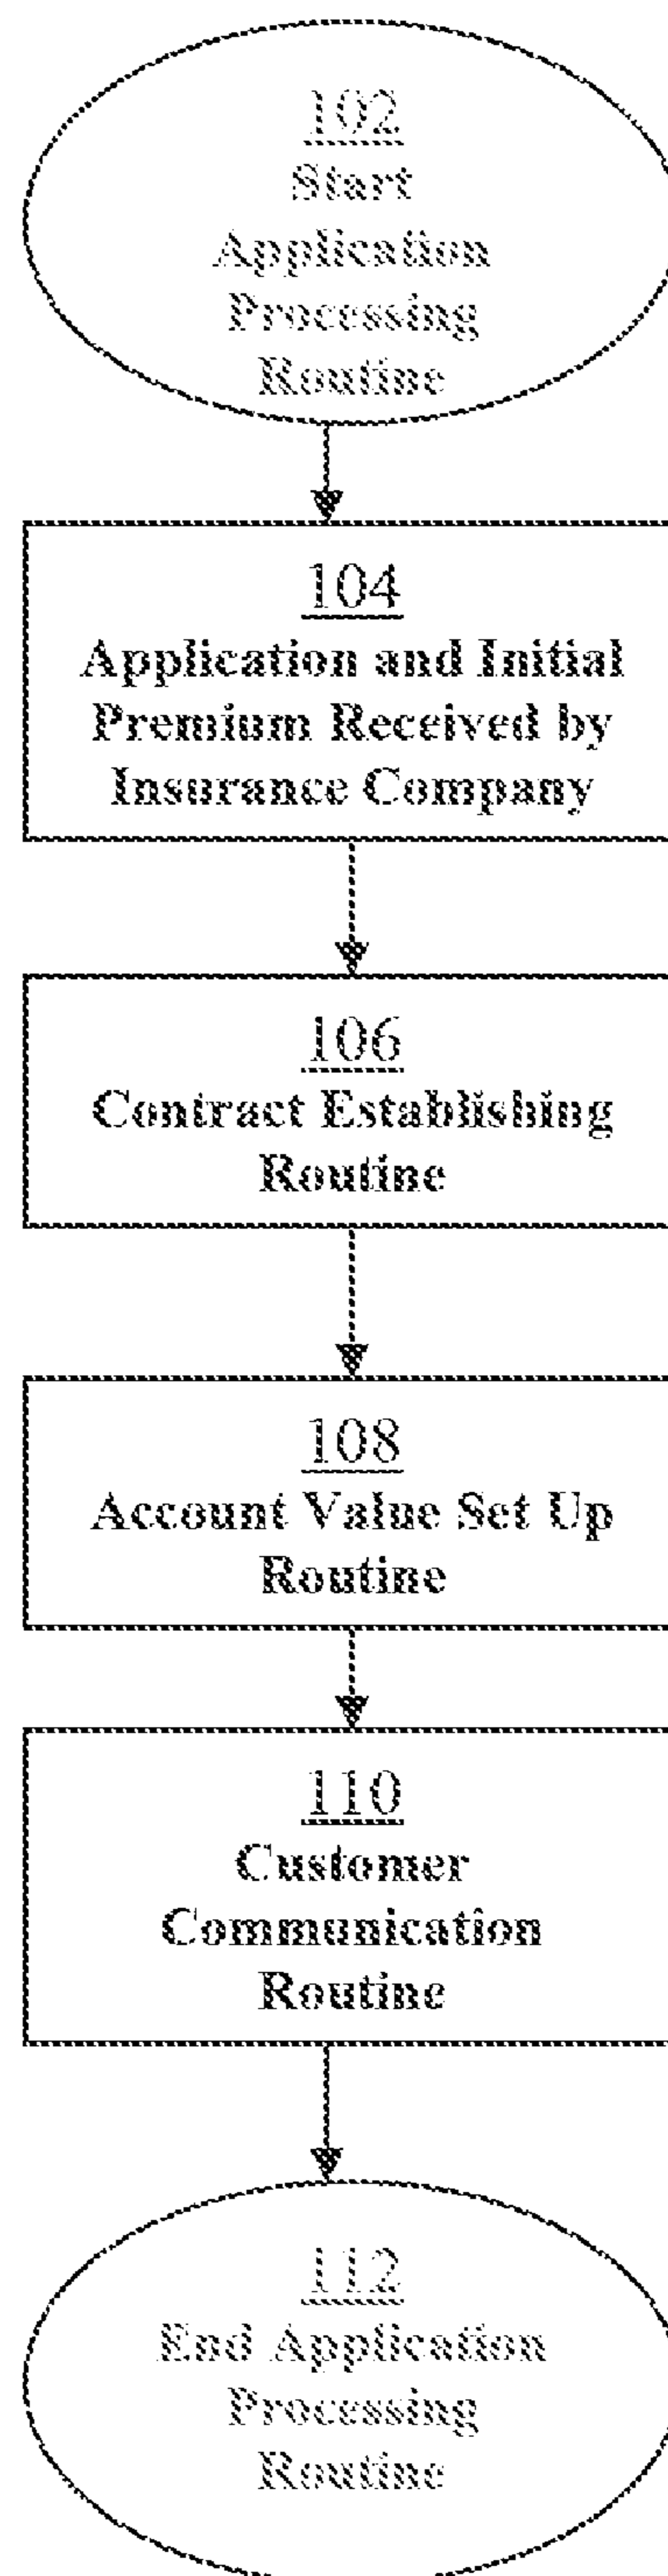 102
Start
Application
Processing
Routine
104
Application and Initial
Premium Received by
Insurance Company
106
Contract Establishing
Routine
108
Account Value Set Up
Routine
110
Customer
Communication
Routine
112
End Application
Processing
Routine